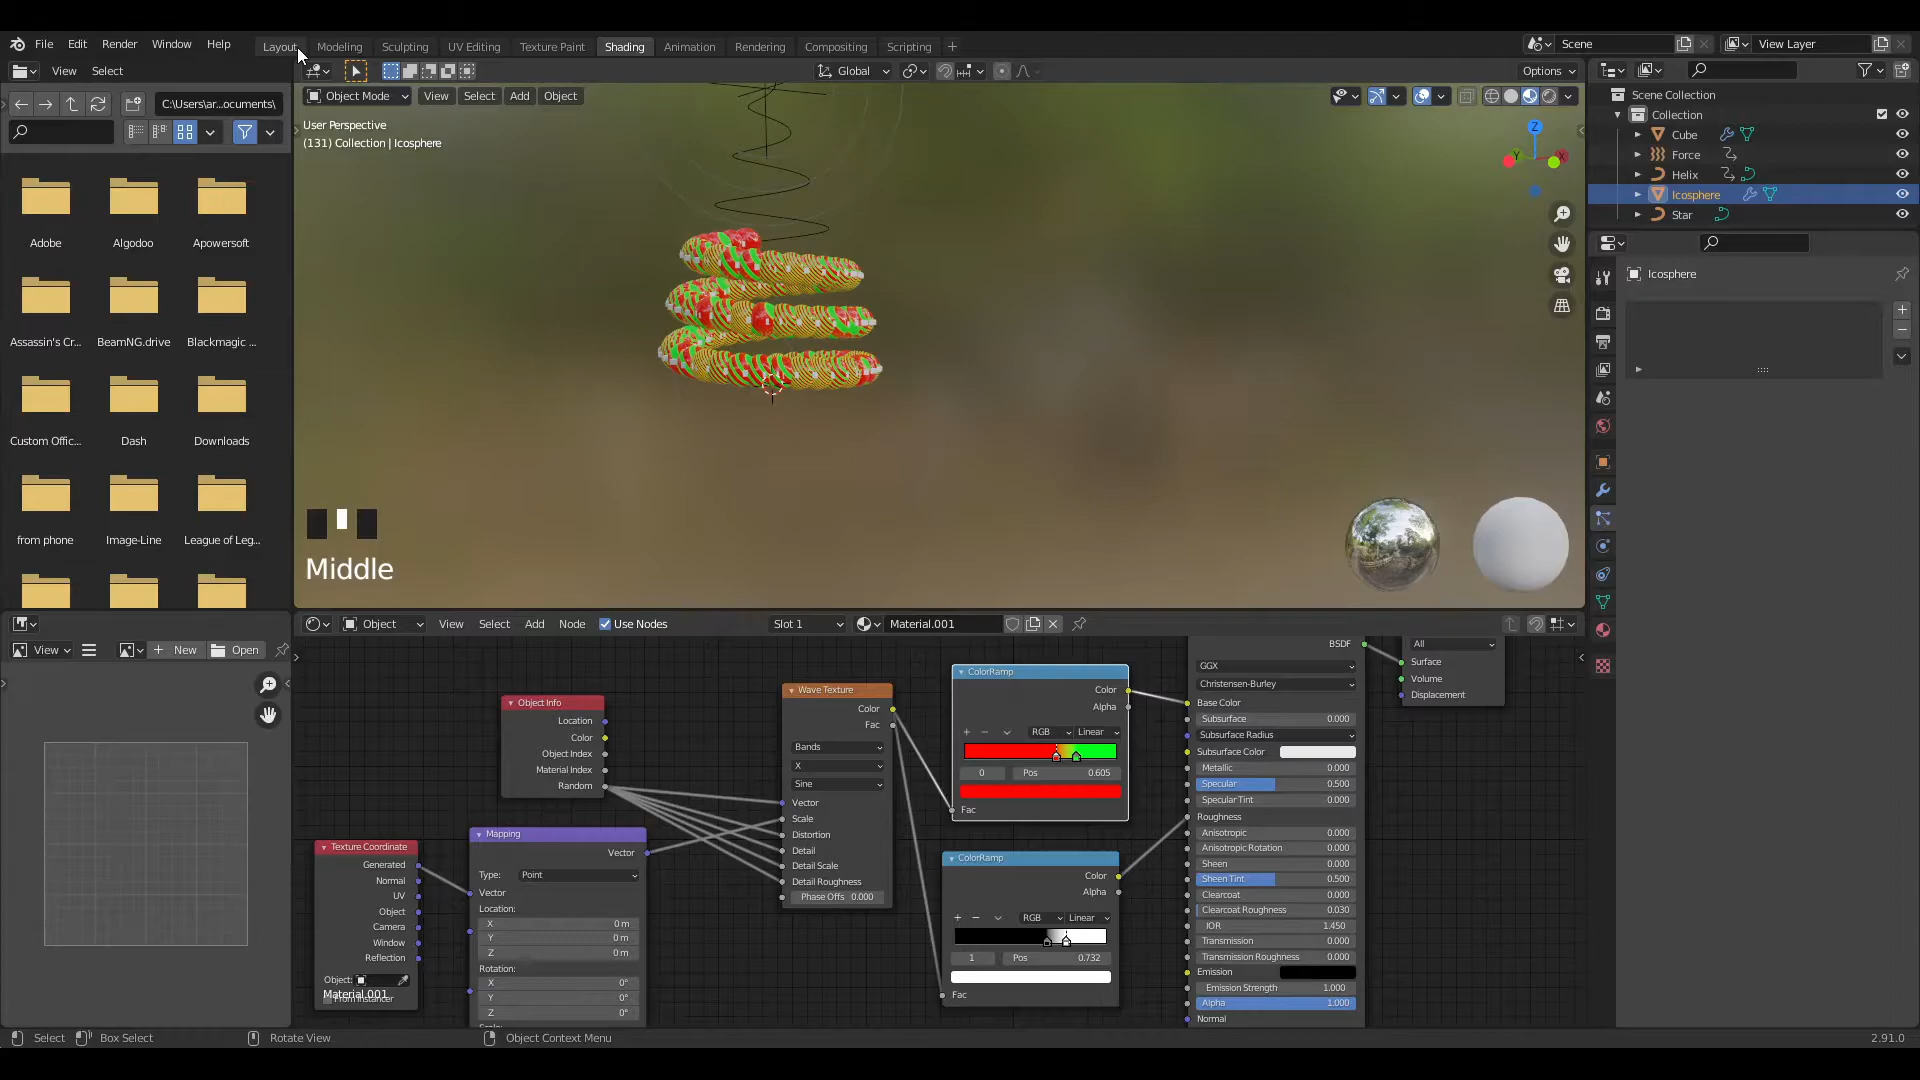 File Edit Render Window Help
Layout Modeling Sculpting UV Editing Texture Paint Shading Animation Rendering Compositing Scripting
Scene
View Layer
View Select
Global
Options
C:\Users\ar...ocuments\
Object Mode View Select Add Object
User Perspective
(131) Collection | Icosphere
Adobe Algodoo Apowersoft
Assassin's Cr... BeamNG.drive Blackmagic ...
Custom Offic... Dash Downloads
from phone Image-Line League of Leg...
Middle
Z
Y
X
Scene Collection
Collection
Cube
Force
Helix
Icosphere
Star
Icosphere
View New Open
Object View Select Add Node Use Nodes Slot 1 Material.001
Object Info
Location
Color
Object Index
Material Index
Random
Texture Coordinate
Generated
Normal
UV
Object
Camera
Window
Reflection
Object:
From Instancer
Material.001
Mapping
Vector
Type: Point
Vector
Location:
X 0 m
Y 0 m
Z 0 m
Rotation:
X 0°
Y 0°
Z 0°
Scale:
Wave Texture
Color
Fac
Bands
X
Sine
Vector
Scale
Distortion
Detail
Detail Scale
Detail Roughness
Phase Offs 0.000
ColorRamp
Color
Alpha
RGB Linear
0 Pos 0.605
Fac
ColorRamp
Color
Alpha
RGB Linear
1 Pos 0.732
Fac
BSDF
GGX
Christensen-Burley
Base Color
Subsurface 0.000
Subsurface Radius
Subsurface Color
Metallic 0.000
Specular 0.500
Specular Tint 0.000
Roughness
Anisotropic 0.000
Anisotropic Rotation 0.000
Sheen 0.000
Sheen Tint 0.500
Clearcoat 0.000
Clearcoat Roughness 0.030
IOR 1.450
Transmission 0.000
Transmission Roughness 0.000
Emission
Emission Strength 1.000
Alpha 1.000
Normal
All
Surface
Volume
Displacement
Select Box Select Rotate View Object Context Menu
2.91.0